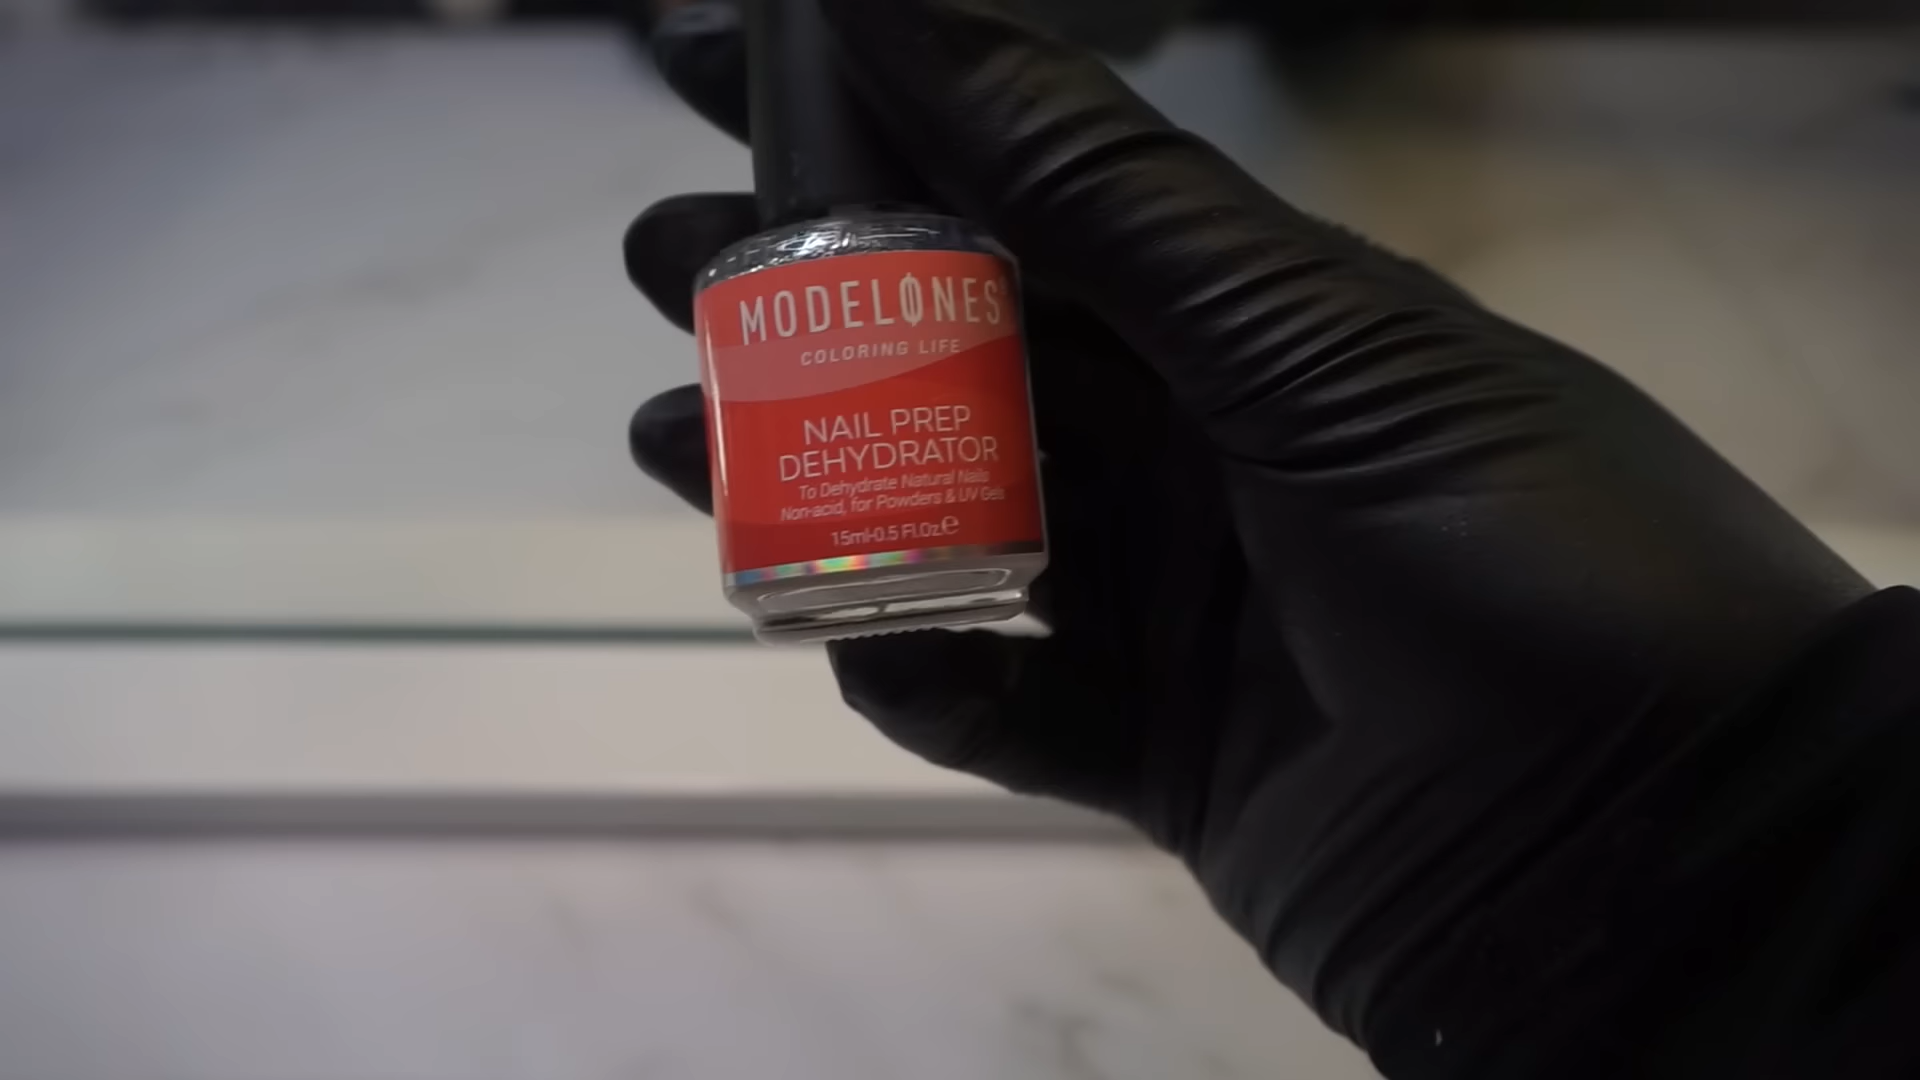 MODELØNES
COLORING LIFE
NAIL PREP
DEHYDRATOR
To Dehydrate Natural Nails
Non-acid, for Powders & UV Gels
15ml-0.5 Fl.Oz.℮